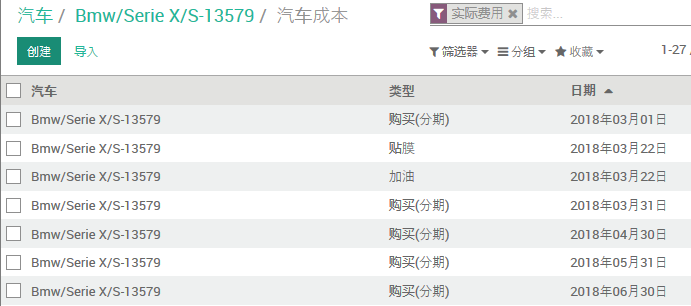 汽车 / Bmw/Serie X/S-13579 / 汽车成本
实际费用 ✖ 搜索...
创建 导入 筛选器 分组 收藏 1-27 /
汽车 类型 日期
Bmw/Serie X/S-13579 购买(分期) 2018年03月01日
Bmw/Serie X/S-13579 贴膜 2018年03月22日
Bmw/Serie X/S-13579 加油 2018年03月22日
Bmw/Serie X/S-13579 购买(分期) 2018年03月31日
Bmw/Serie X/S-13579 购买(分期) 2018年04月30日
Bmw/Serie X/S-13579 购买(分期) 2018年05月31日
Bmw/Serie X/S-13579 购买(分期) 2018年06月30日